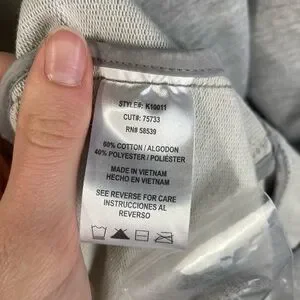 STYLE#: K10011
CUT#: 75733
RN# 58539
60% COTTON / ALGODON
40% POLYESTER / POLIÉSTER
MADE IN VIETNAM
HECHO EN VIETNAM
SEE REVERSE FOR CARE
INSTRUCCIONES AL
REVERSO